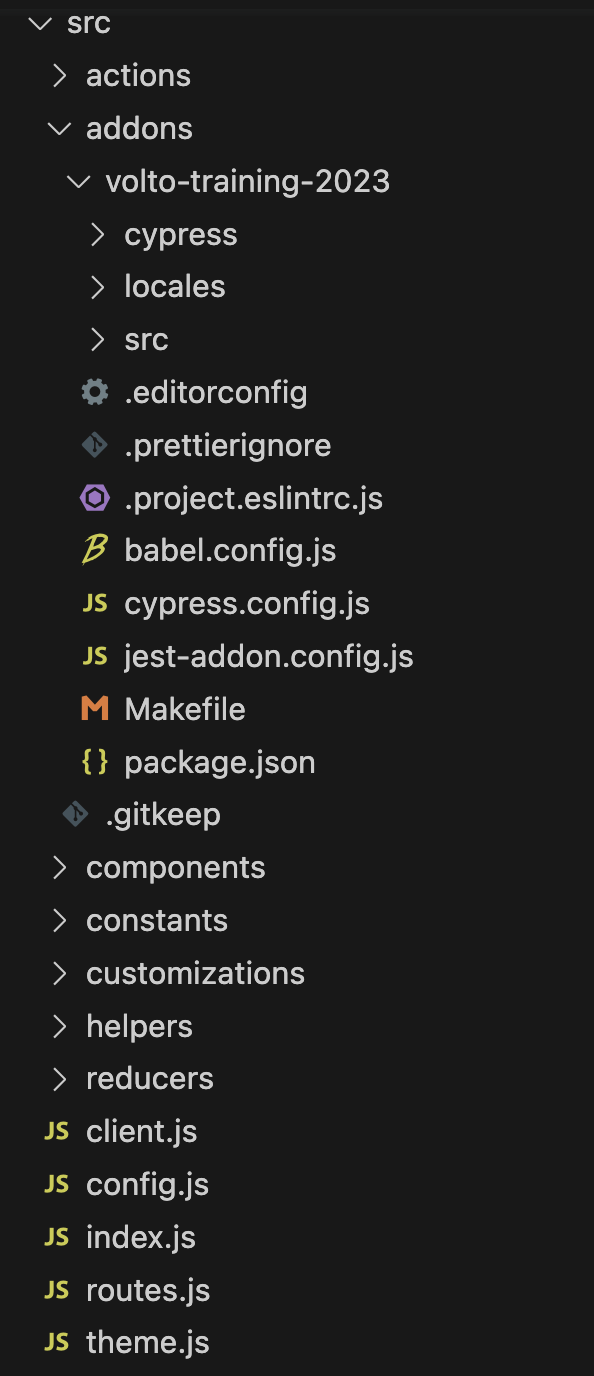 src
actions
addons
volto-training-2023
cypress
locales
src
.editorconfig
.prettierignore
.project.eslintrc.js
babel.config.js
JS cypress.config.js
JS jest-addon.config.js
Makefile
{} package.json
.gitkeep
components
constants
customizations
helpers
reducers
JS client.js
JS config.js
JS index.js
JS routes.js
JS theme.js